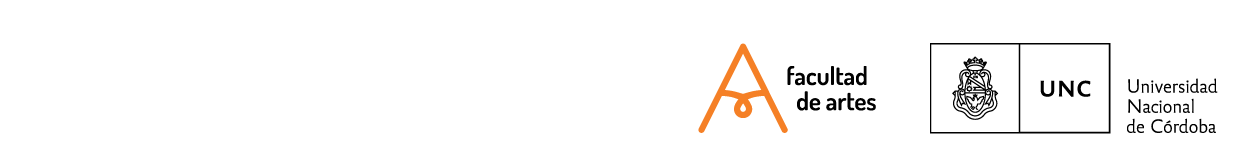 facultad
de artes
UNC
Universidad
Nacional
de Córdoba